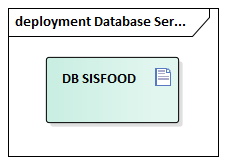 deployment Database Ser...
DB SISFOOD